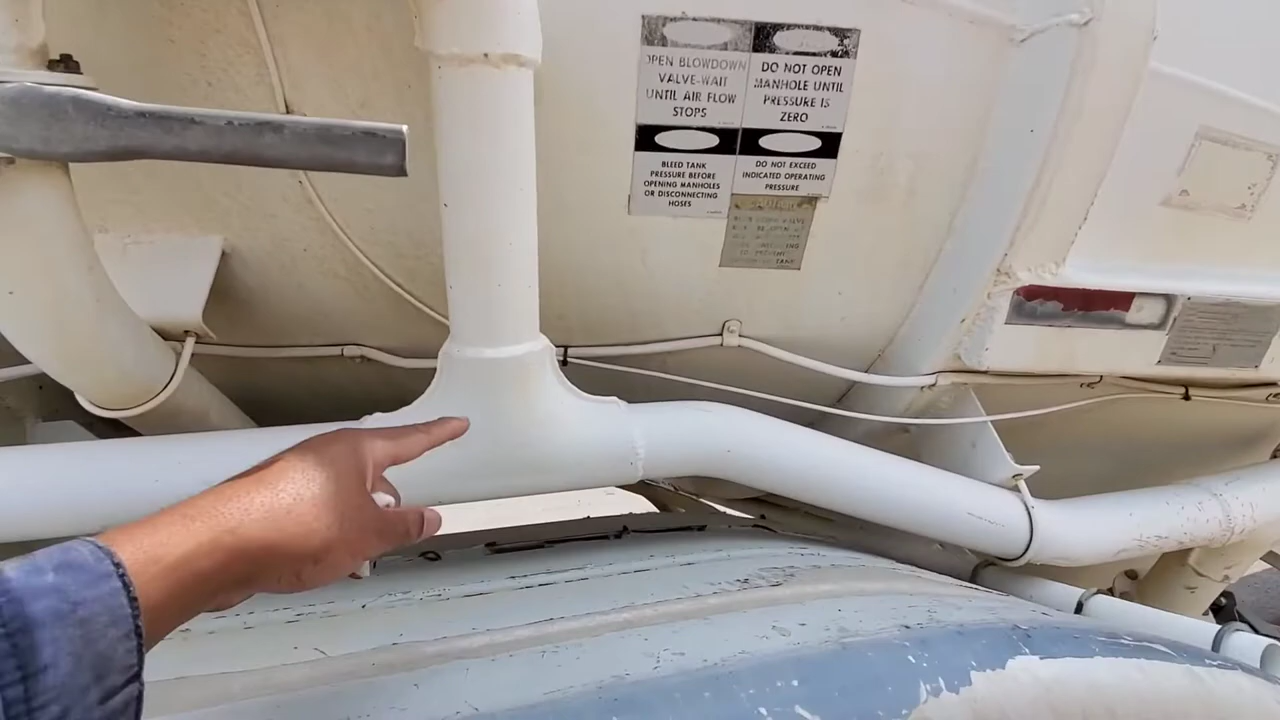 OPEN BLOWDOWN
VALVE-WAIT
UNTIL AIR FLOW
STOPS
DO NOT OPEN
MANHOLE UNTIL
PRESSURE IS
ZERO
BLEED TANK
PRESSURE BEFORE
OPENING MANHOLES
OR DISCONNECTING
HOSES
DO NOT EXCEED
INDICATED OPERATING
PRESSURE
CAUTION